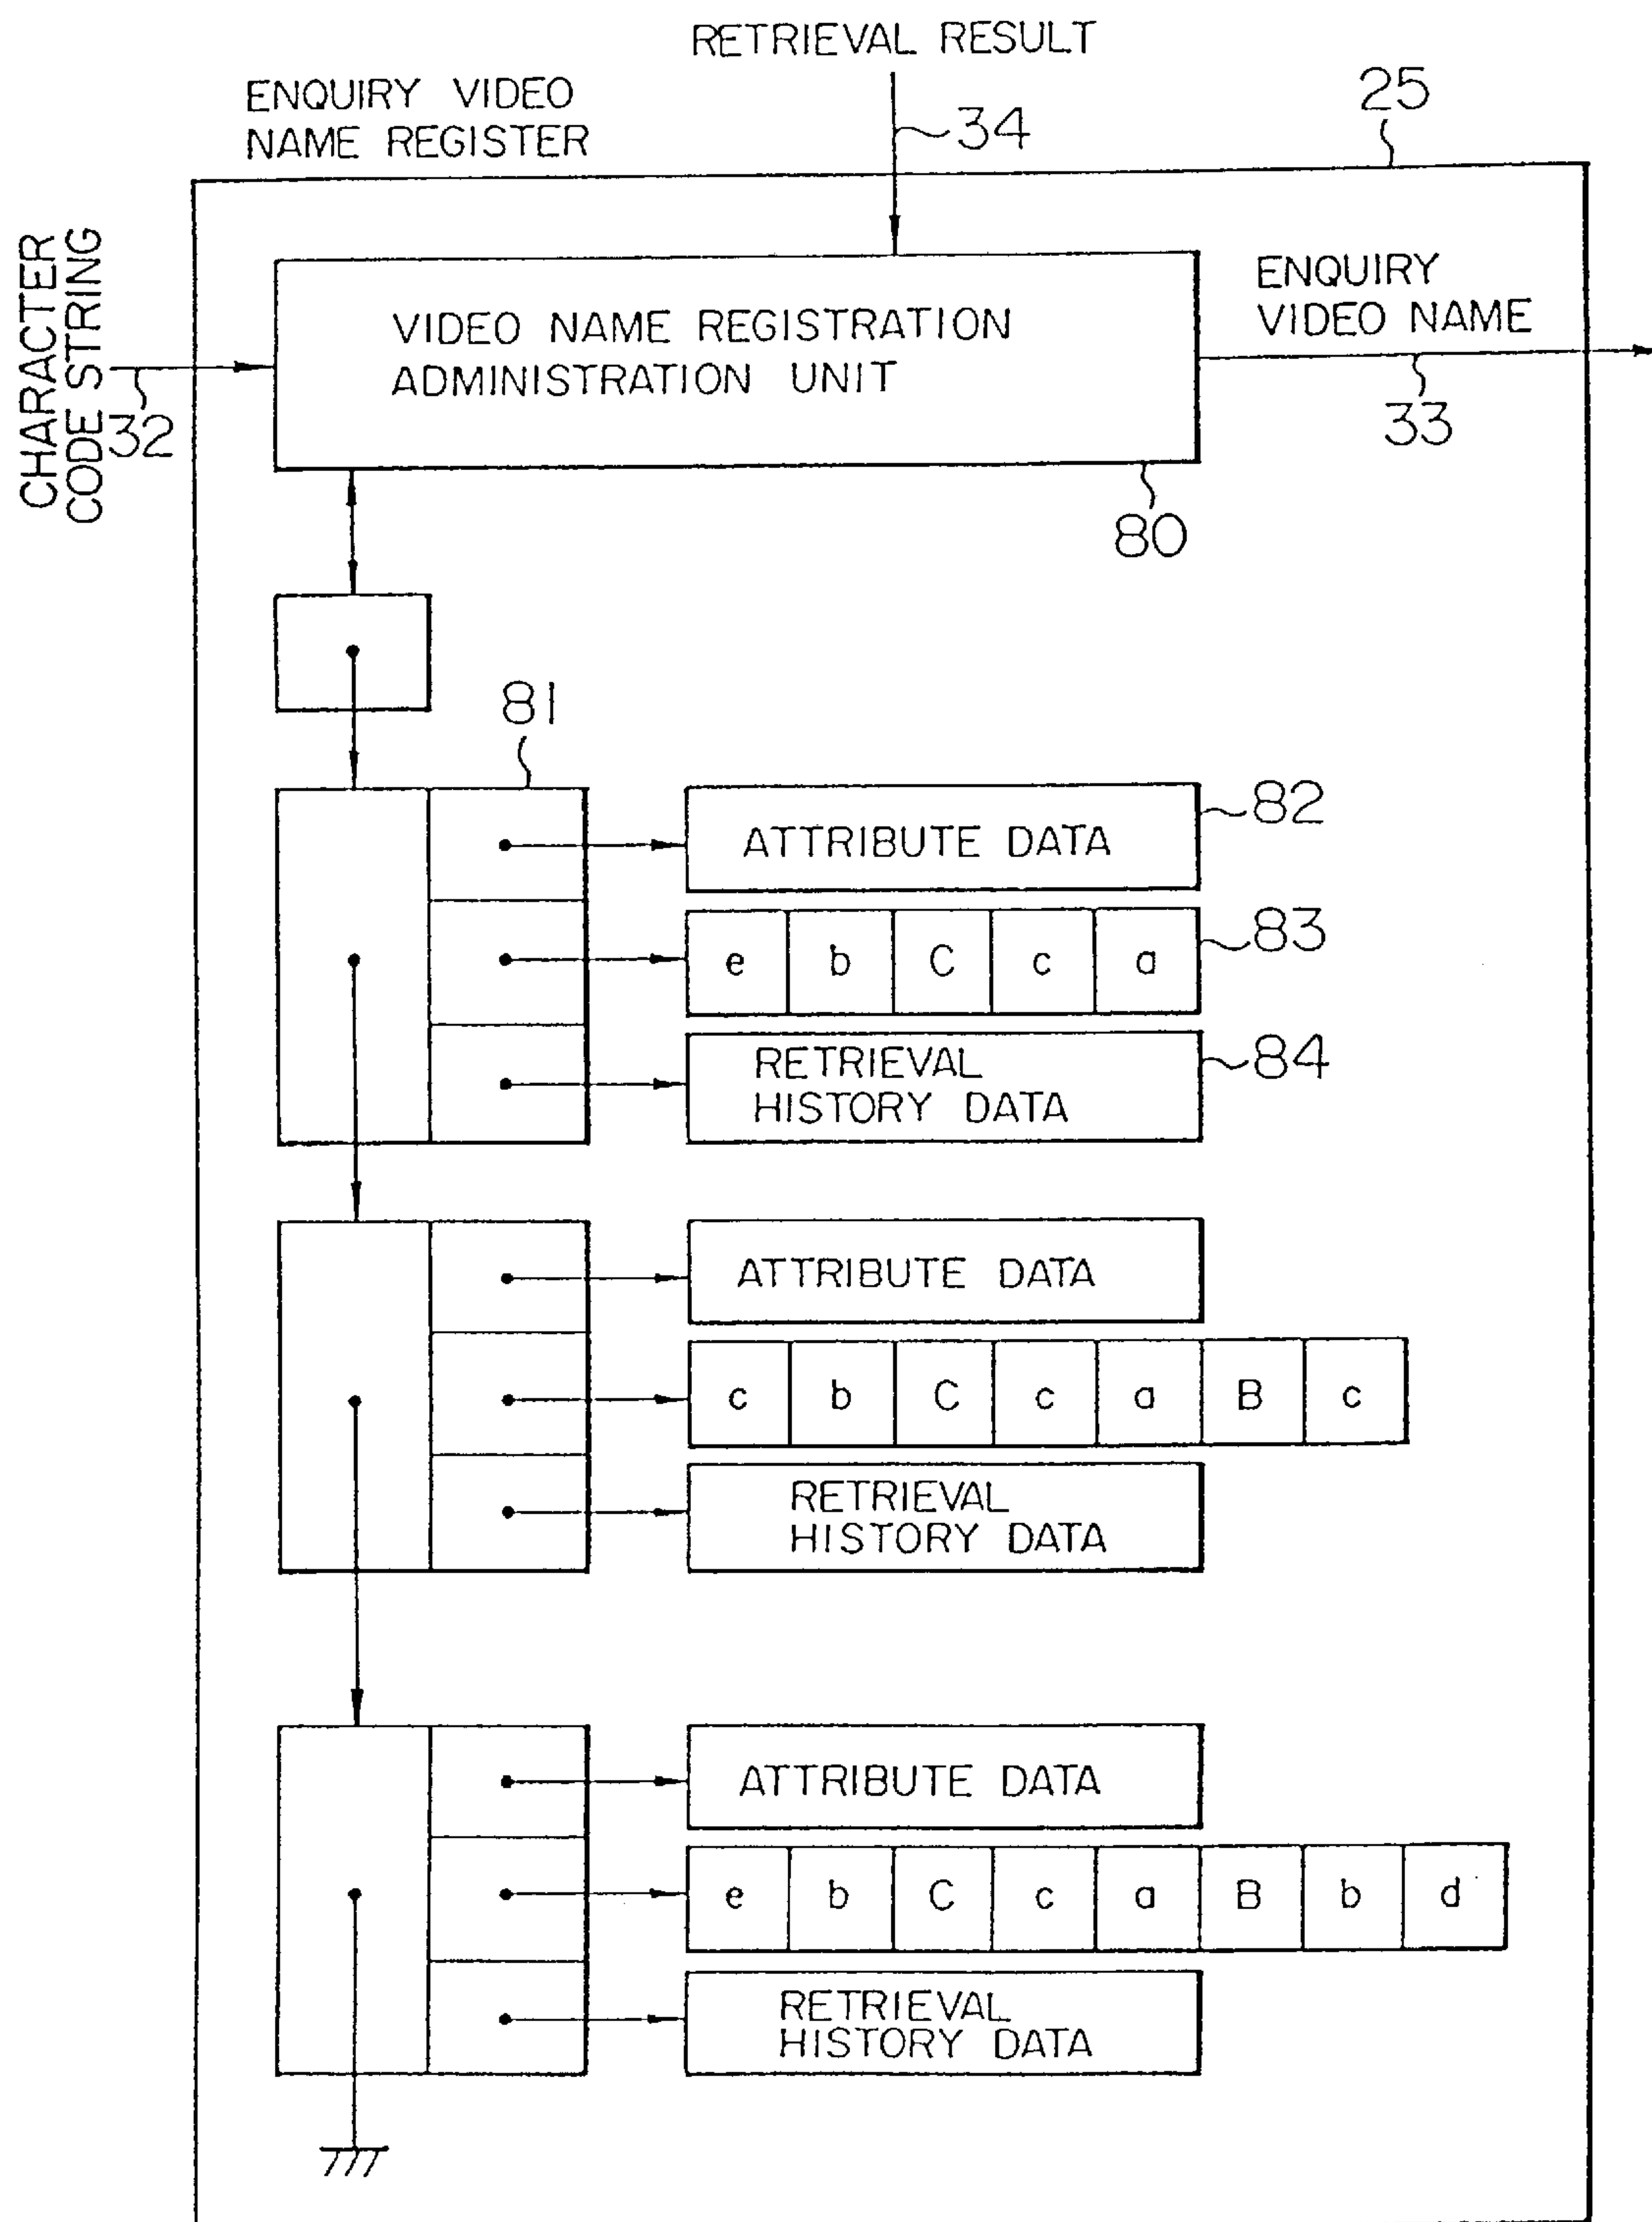 RETRIEVAL RESULT
ENQUIRY VIDEO
NAME REGISTER
34
25
CHARACTER
CODE STRING
32
VIDEO NAME REGISTRATION
ADMINISTRATION UNIT
ENQUIRY
VIDEO NAME
33
80
81
ATTRIBUTE DATA
82
e b C c a
83
RETRIEVAL
HISTORY DATA
84
ATTRIBUTE DATA
c b C c a B c
RETRIEVAL
HISTORY DATA
ATTRIBUTE DATA
e b C c a B b d
RETRIEVAL
HISTORY DATA